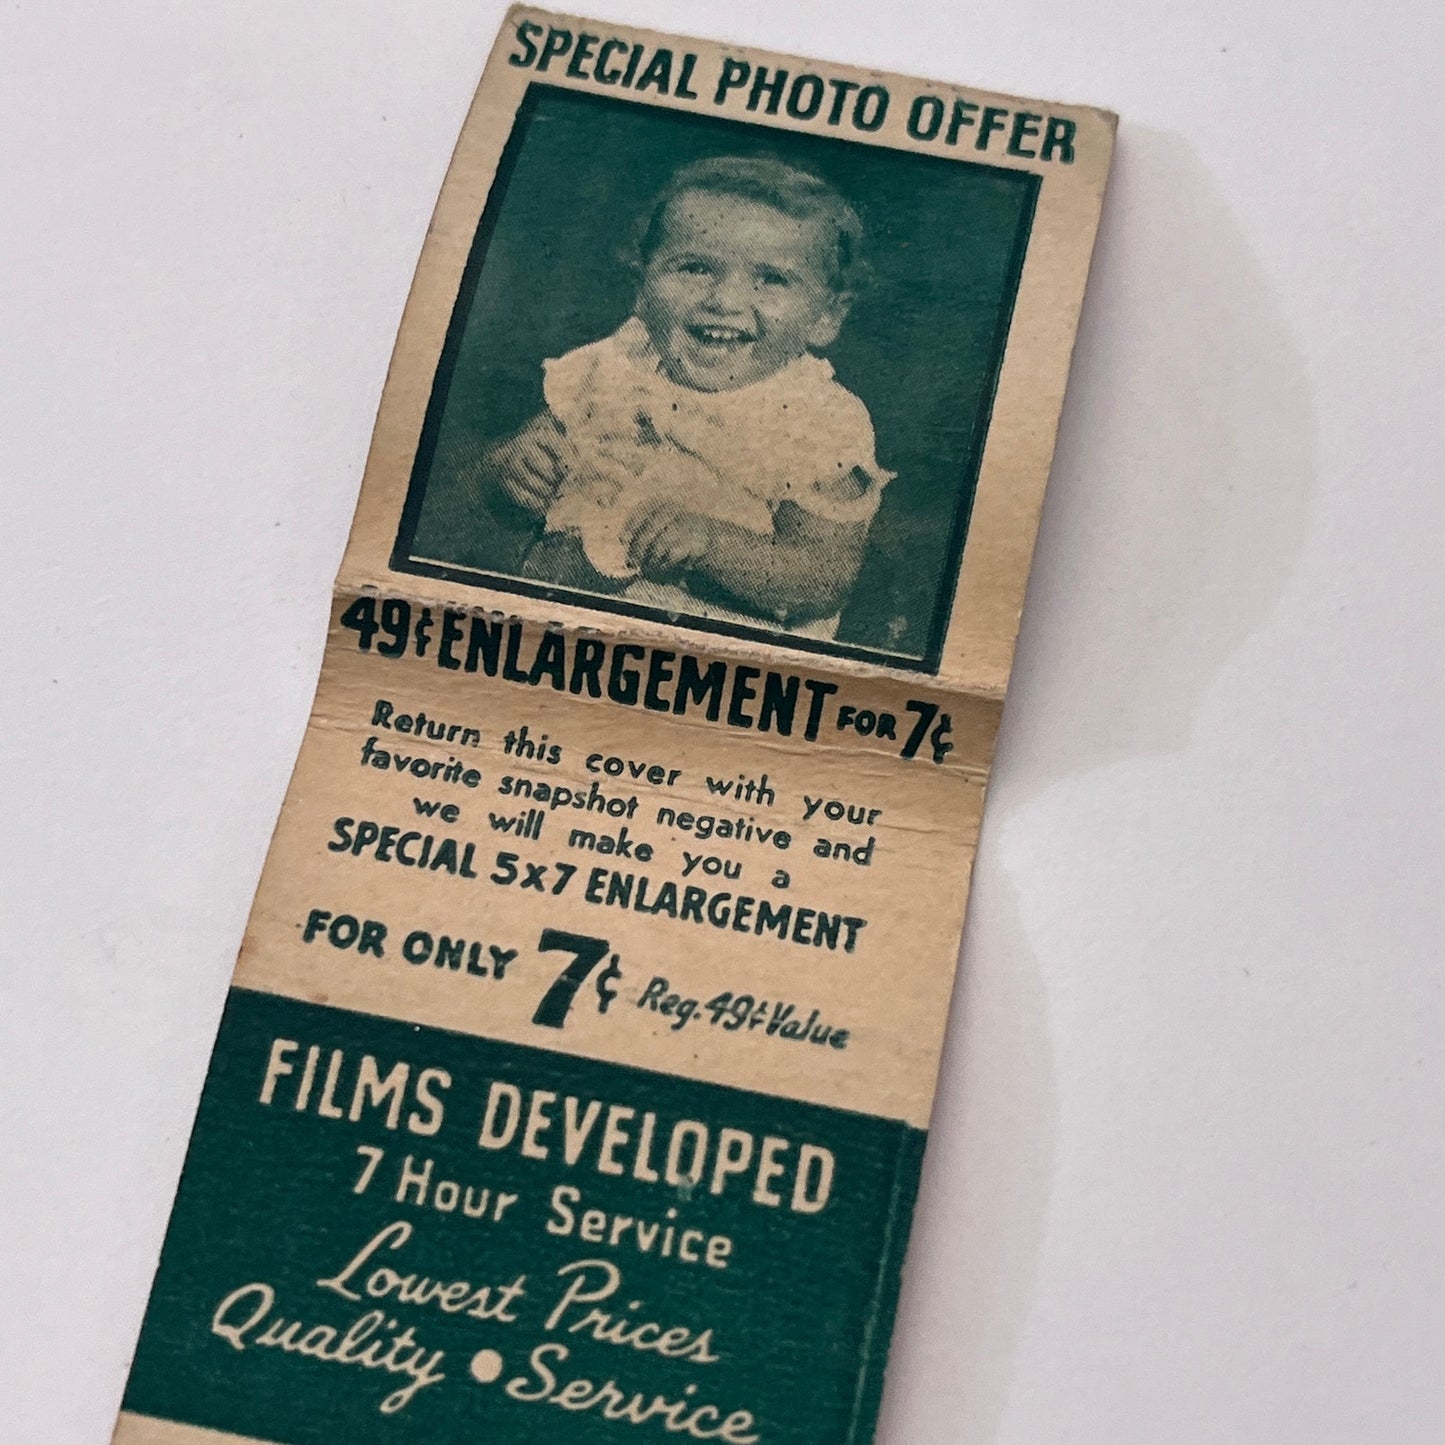 SPECIAL PHOTO OFFER
49¢ ENLARGEMENT FOR 7¢
Return this cover with your
favorite snapshot negative and
we will make you a
SPECIAL 5x7 ENLARGEMENT
FOR ONLY 7¢ Reg. 49¢ Value
FILMS DEVELOPED
7 Hour Service
Lowest Prices
Quality • Service